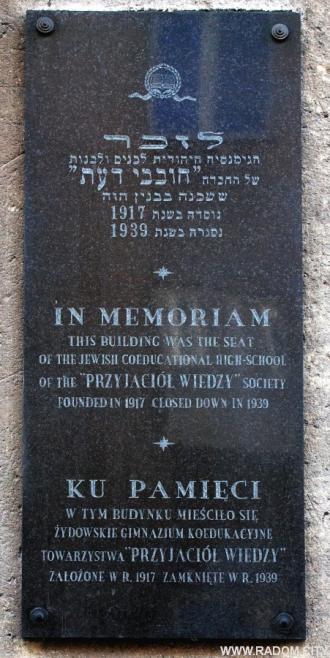 לזכר
הגימנסיה היהודית לבנים ולבנות
של החברה "חובבי דעת"
ששכנה בבנין הזה
נוסדה בשנת 1917
נסגרה בשנת 1939
IN MEMORIAM
THIS BUILDING WAS THE SEAT
OF THE JEWISH COEDUCATIONAL HIGH-SCHOOL
OF THE "PRZYJACIÓŁ WIEDZY" SOCIETY
FOUNDED IN 1917 CLOSED DOWN IN 1939
KU PAMIĘCI
W TYM BUDYNKU MIEŚCIŁO SIĘ
ŻYDOWSKIE GIMNAZJUM KOEDUKACYJNE
TOWARZYSTWA "PRZYJACIÓŁ WIEDZY"
ZAŁOŻONE W R. 1917 ZAMKNIĘTE W R. 1939